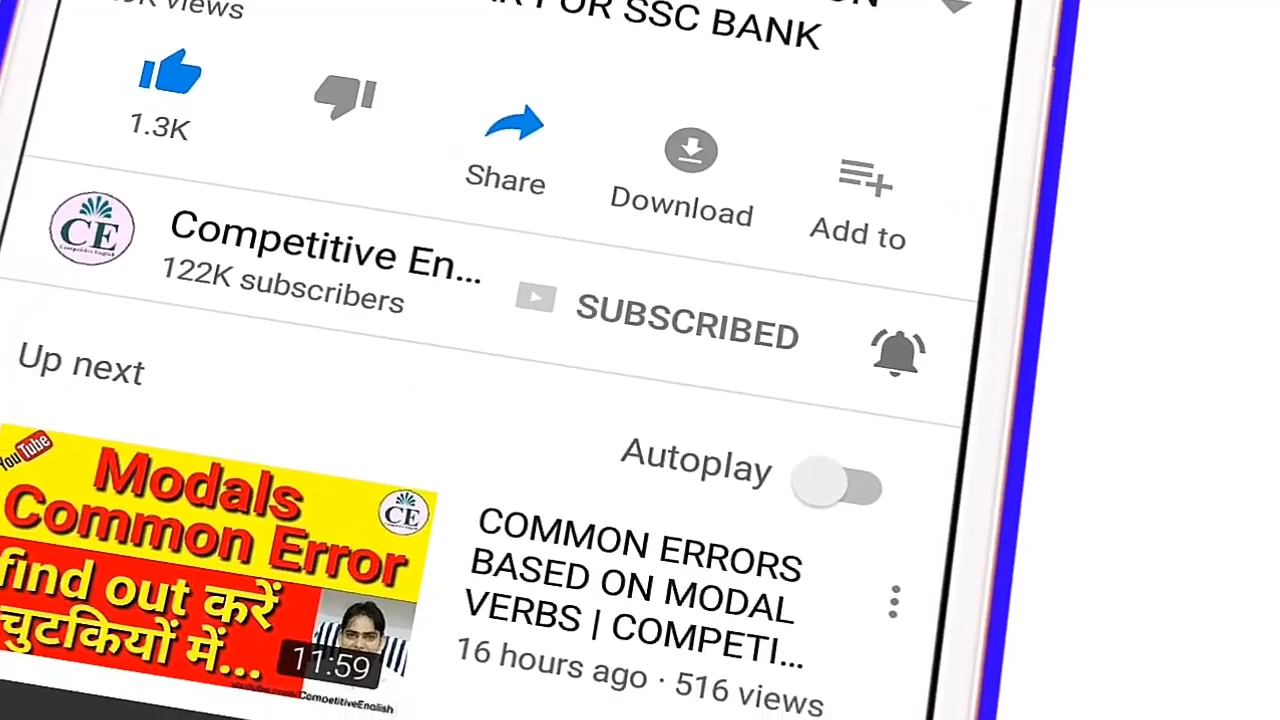 views
FOR SSC BANK
1.3K
Share
Download
Add to
CE
Competitive En...
122K subscribers
SUBSCRIBED
Up next
Autoplay
YouTube
Modals
Common Error
find out करें
चुटकियों में...
CE
11:59
CompetitiveEnglish
COMMON ERRORS
BASED ON MODAL
VERBS | COMPETI...
16 hours ago · 516 views